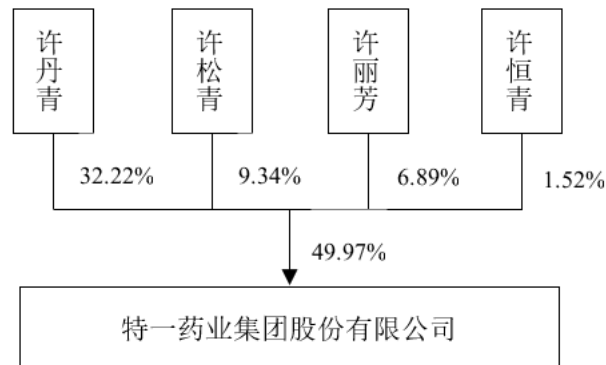 许丹青
许松青
许丽芳
许恒青
32.22%
9.34%
6.89%
1.52%
49.97%
特一药业集团股份有限公司